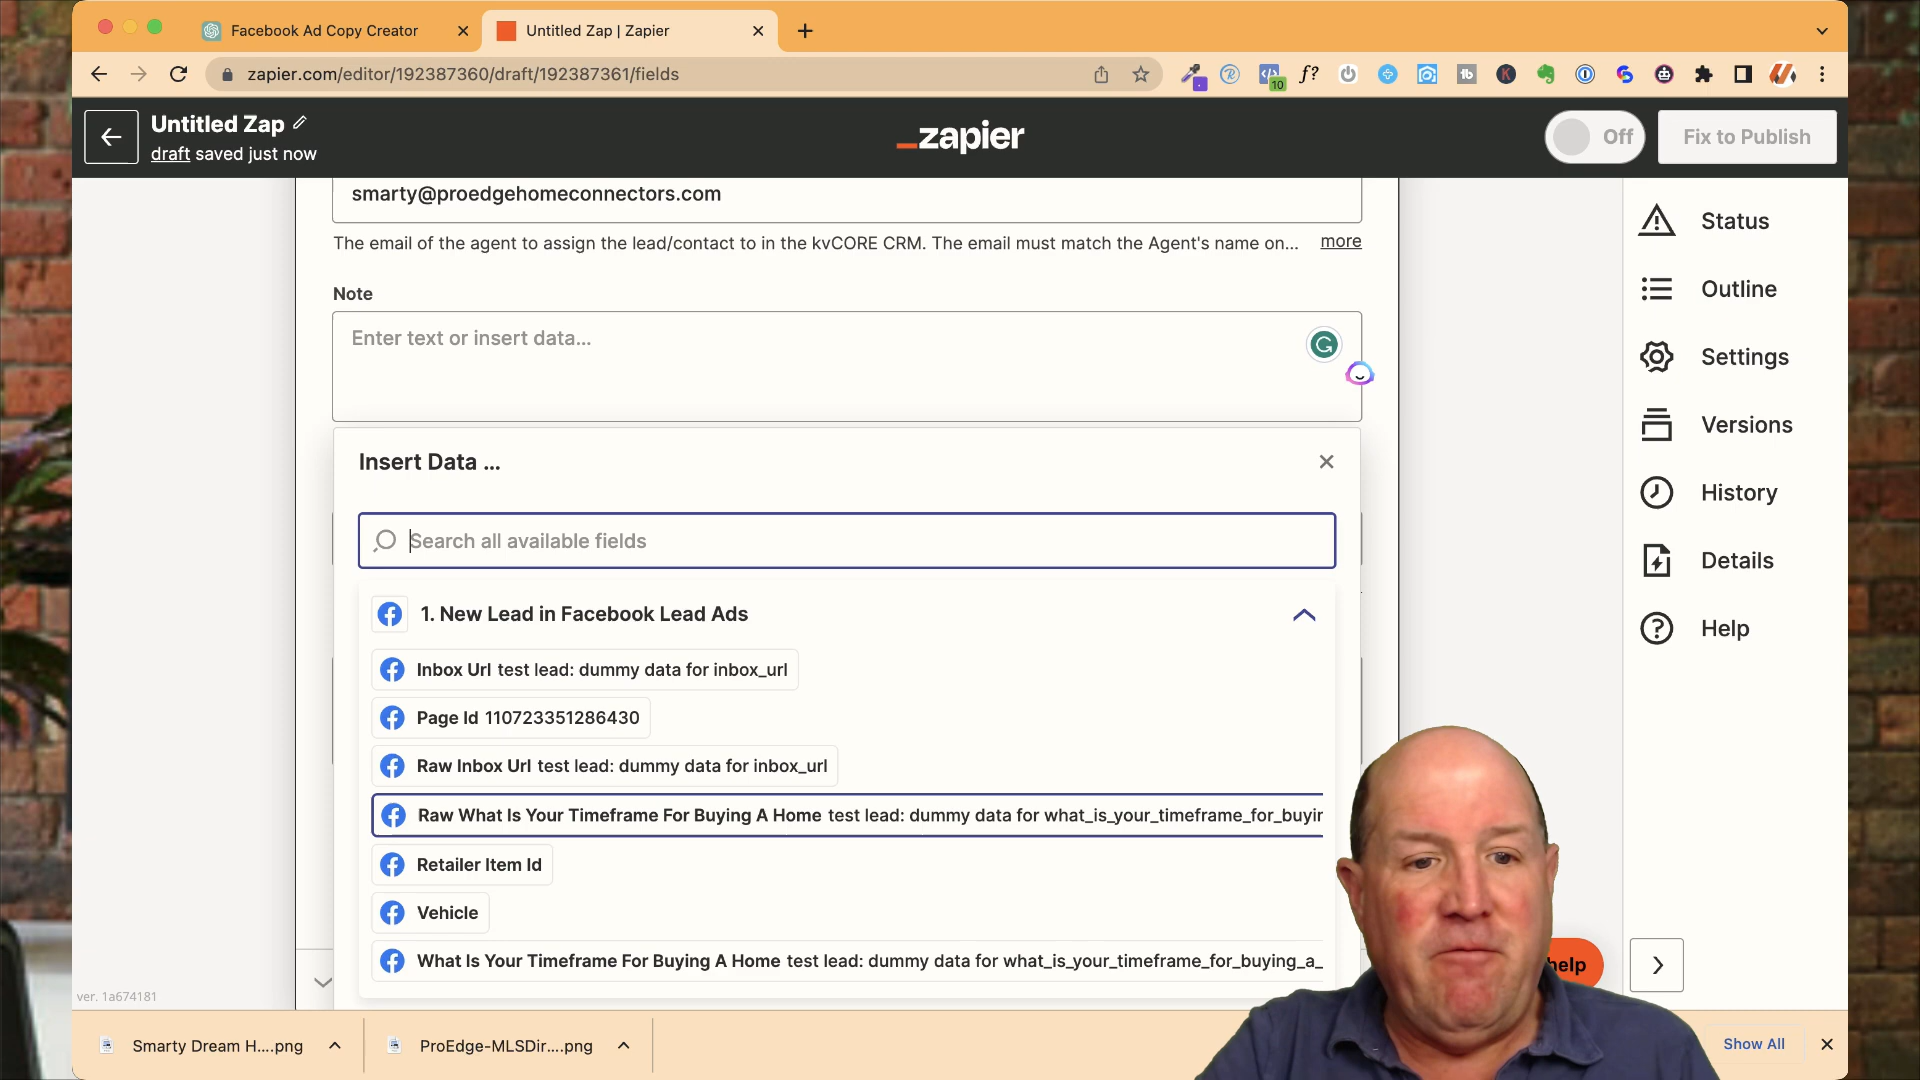 Facebook Ad Copy Creator
Untitled Zap | Zapier
zapier.com/editor/192387360/draft/192387361/fields
f?
10
Untitled Zap
draft saved just now
_zapier
Off
Fix to Publish
smarty@proedgehomeconnectors.com
The email of the agent to assign the lead/contact to in the kvCORE CRM. The email must match the Agent's name on... more
Note
Enter text or insert data...
Insert Data ...
Search all available fields
1. New Lead in Facebook Lead Ads
Inbox Url test lead: dummy data for inbox_url
Page Id 110723351286430
Raw Inbox Url test lead: dummy data for inbox_url
Raw What Is Your Timeframe For Buying A Home test lead: dummy data for what_is_your_timeframe_for_buyin
Retailer Item Id
Vehicle
What Is Your Timeframe For Buying A Home test lead: dummy data for what_is_your_timeframe_for_buying_a_
Status
Outline
Settings
Versions
History
Details
Help
help
ver. 1a674181
Smarty Dream H....png
ProEdge-MLSDir....png
Show All